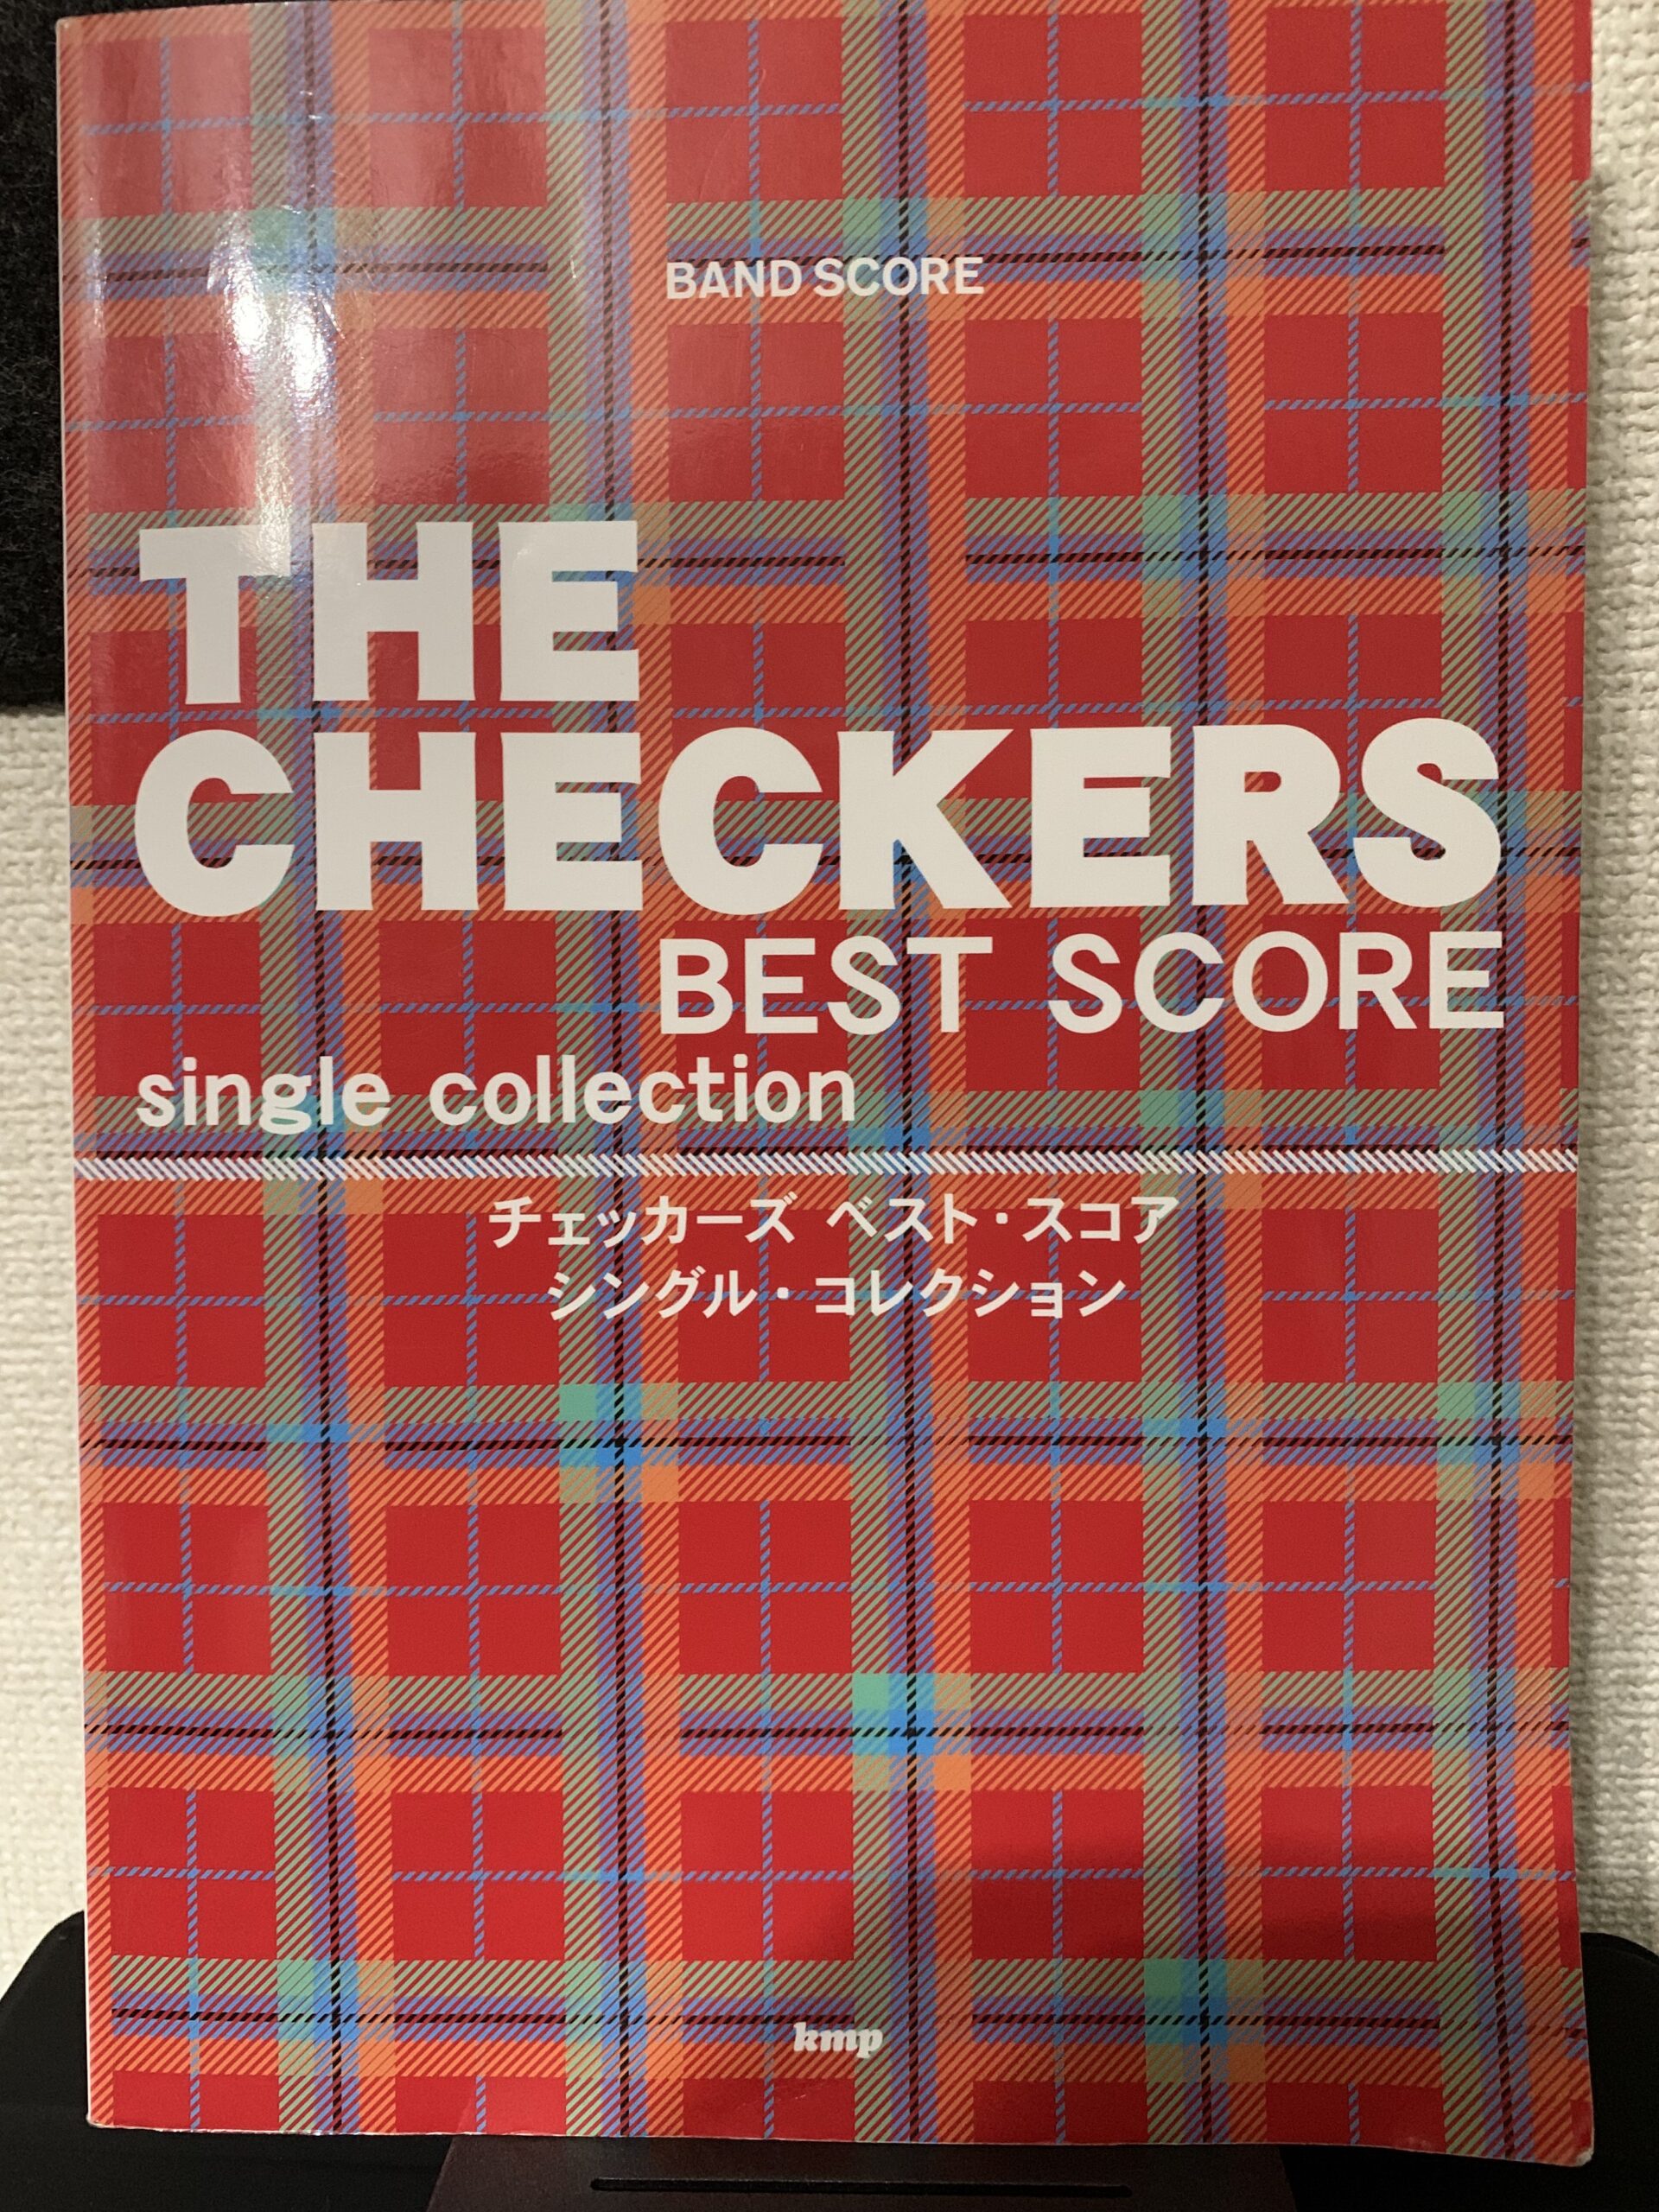 BAND SCORE
THE
CHECKERS
BEST SCORE
single collection
チェッカーズ ベスト・スコア
シングル・コレクション
kmp